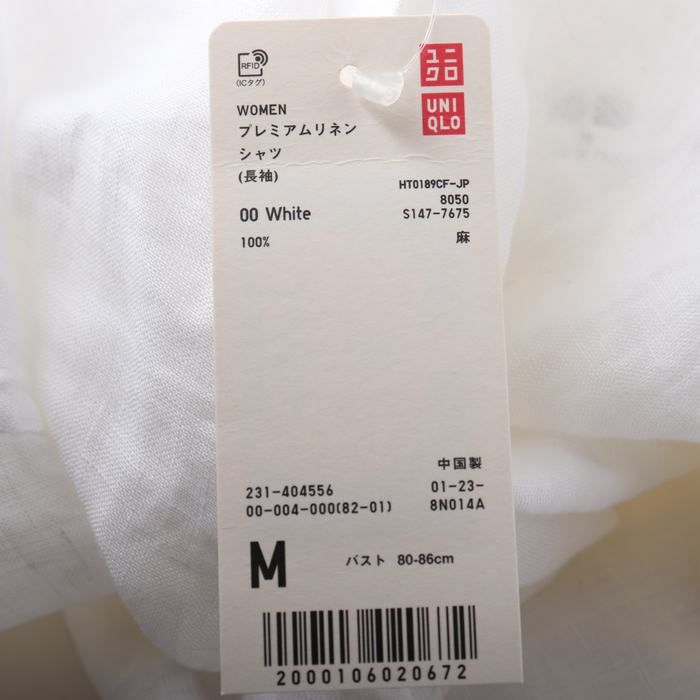 RFID
(ICタグ)
ユニ
クロ
UNI
QLO
WOMEN
プレミアムリネン
シャツ
(長袖)
HT0189CF-JP
8050
00 White
S147-7675
100%
麻
中国製
231-404556
01-23-
00-004-000(82-01)
8N014A
M
バスト 80-86cm
2000106020672